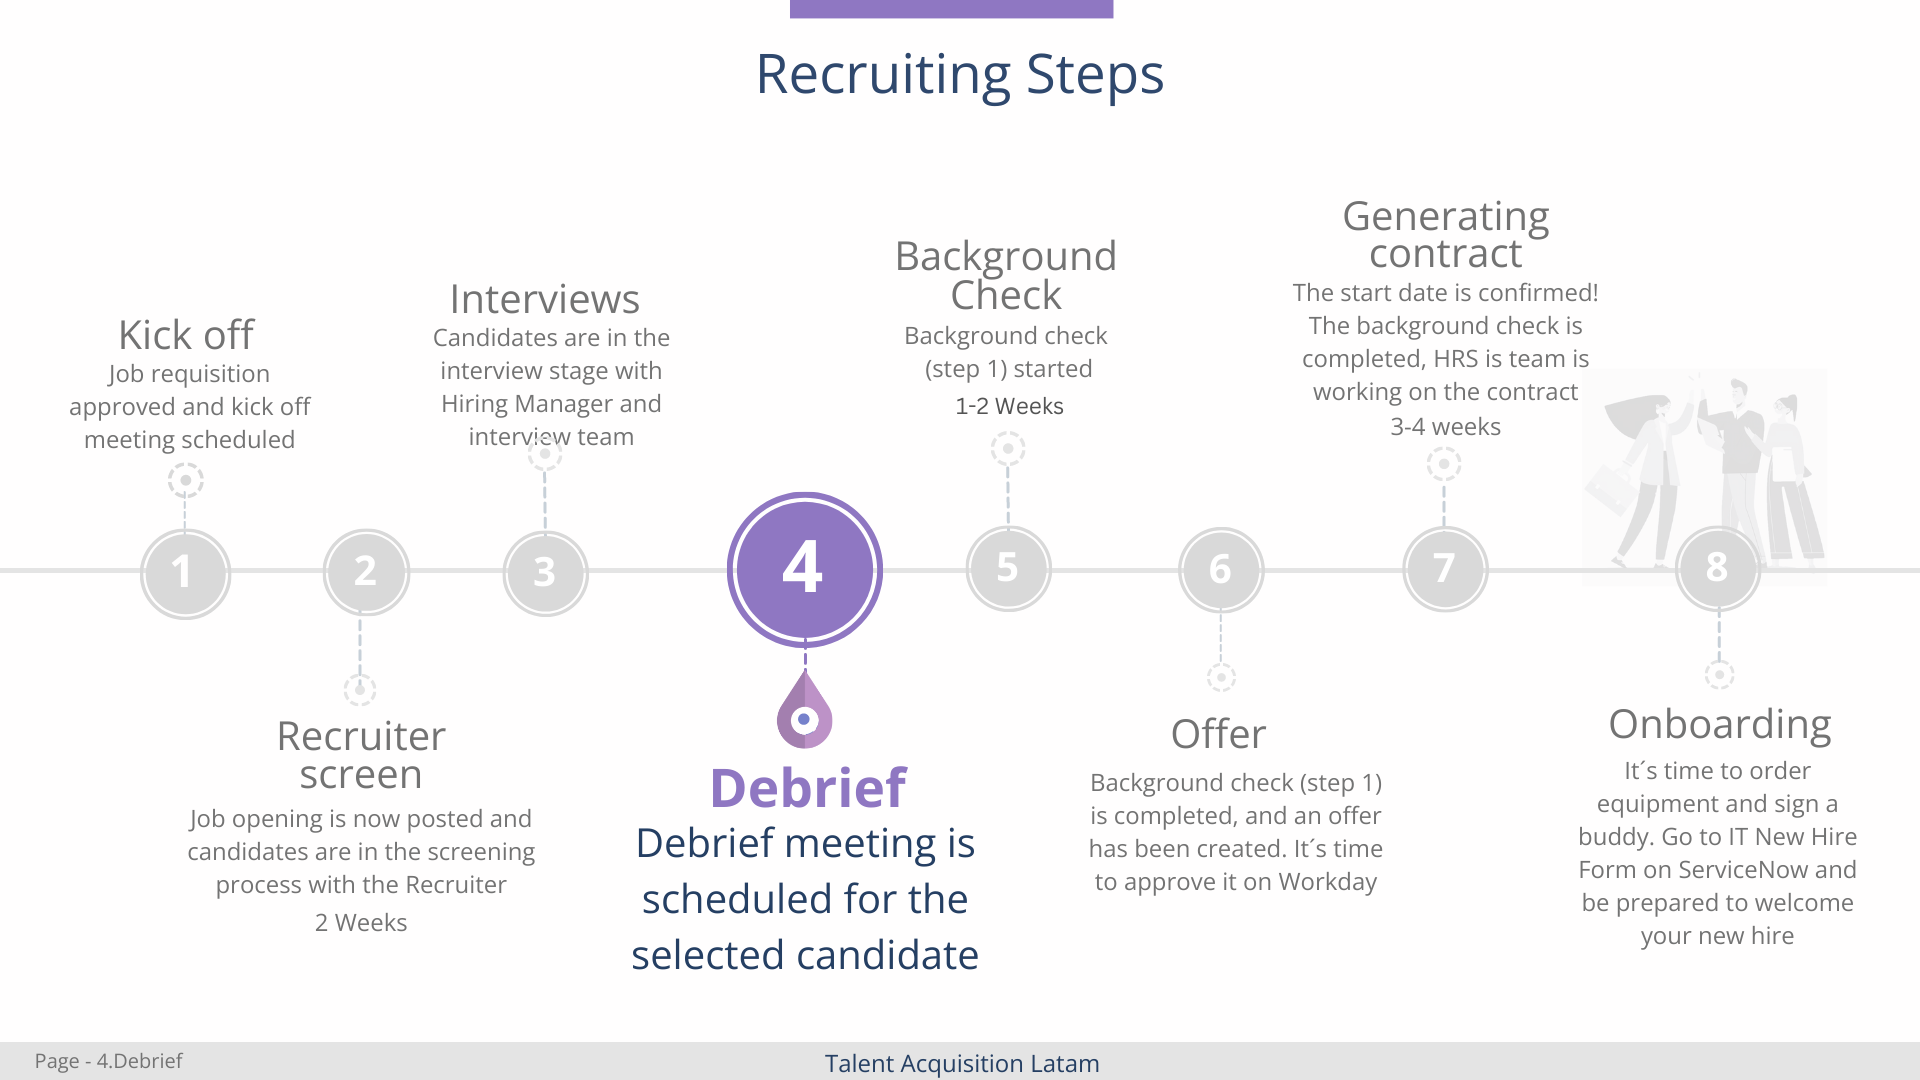 Recruiting Steps
Kick off
Job requisition
approved and kick off
meeting scheduled
1
2
Recruiter
screen
Job opening is now posted and
candidates are in the screening
process with the Recruiter
2 Weeks
Interviews
Candidates are in the
interview stage with
Hiring Manager and
interview team
3
4
Debrief
Debrief meeting is
scheduled for the
selected candidate
Background
Check
Background check
(step 1) started
1-2 Weeks
5
6
Offer
Background check (step 1)
is completed, and an offer
has been created. It´s time
to approve it on Workday
Generating
contract
The start date is confirmed!
The background check is
completed, HRS is team is
working on the contract
3-4 weeks
7
8
Onboarding
It´s time to order
equipment and sign a
buddy. Go to IT New Hire
Form on ServiceNow and
be prepared to welcome
your new hire
Page - 4.Debrief
Talent Acquisition Latam